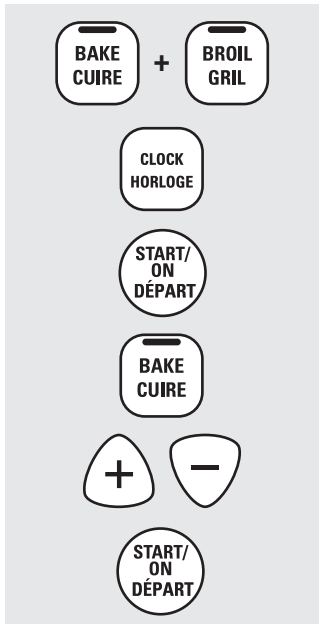 BAKE
CUIRE
+
BROIL
GRIL
CLOCK
HORLOGE
START/
ON
DÉPART
BAKE
CUIRE
+ −
START/
ON
DÉPART